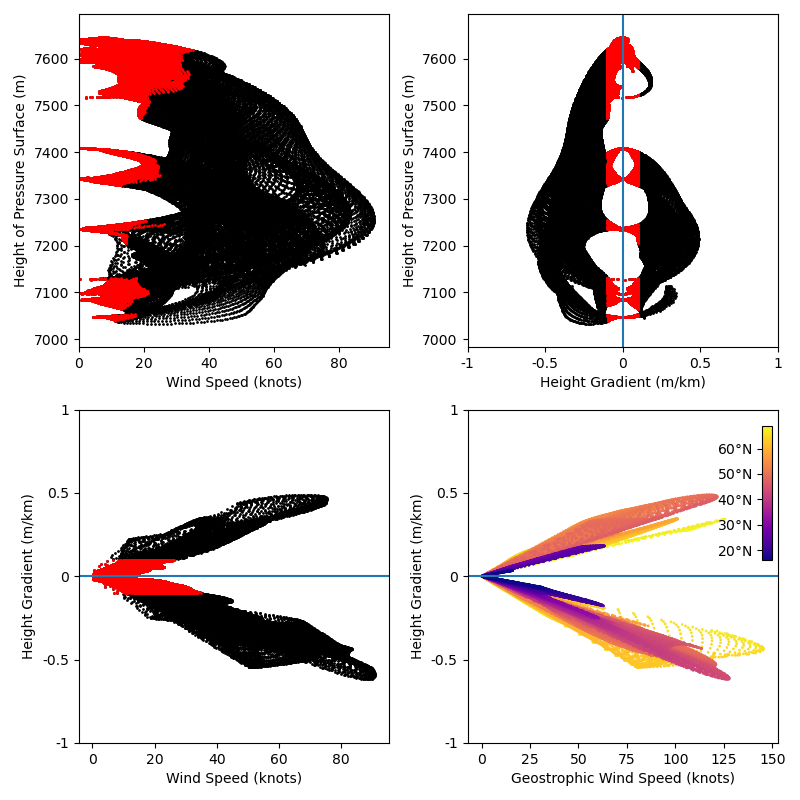 Height of Pressure Surface (m)
7600
7500
7400
7300
7200
7100
7000
0 20 40 60 80
Wind Speed (knots)
Height of Pressure Surface (m)
7600
7500
7400
7300
7200
7100
7000
-1 -0.5 0 0.5 1
Height Gradient (m/km)
Height Gradient (m/km)
1
0.5
0
-0.5
-1
0 20 40 60 80
Wind Speed (knots)
Height Gradient (m/km)
1
0.5
0
-0.5
-1
0 25 50 75 100 125 150
Geostrophic Wind Speed (knots)
60°N
50°N
40°N
30°N
20°N